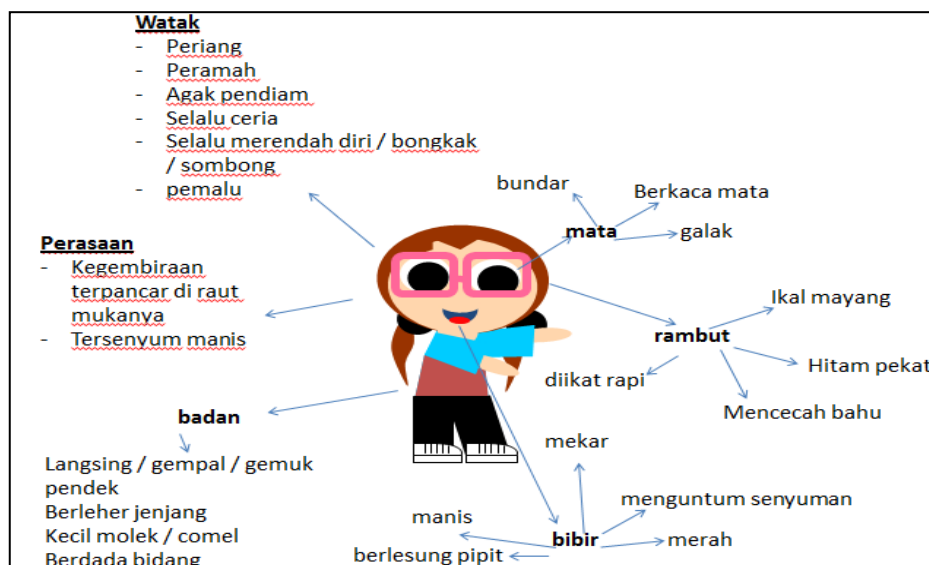 Watak
- Periang
- Peramah
- Agak pendiam
- Selalu ceria
- Selalu merendah diri / bongkak
/ sombong
- pemalu
Perasaan
- Kegembiraan
terpancar di raut
mukanya
- Tersenyum manis
badan
Langsing / gempal / gemuk
pendek
Berleher jenjang
Kecil molek / comel
Berdada bidang
bundar
Berkaca mata
mata
galak
Ikal mayang
rambut
Hitam pekat
diikat rapi
Mencecah bahu
mekar
menguntum senyuman
manis
bibir
merah
berlesung pipit